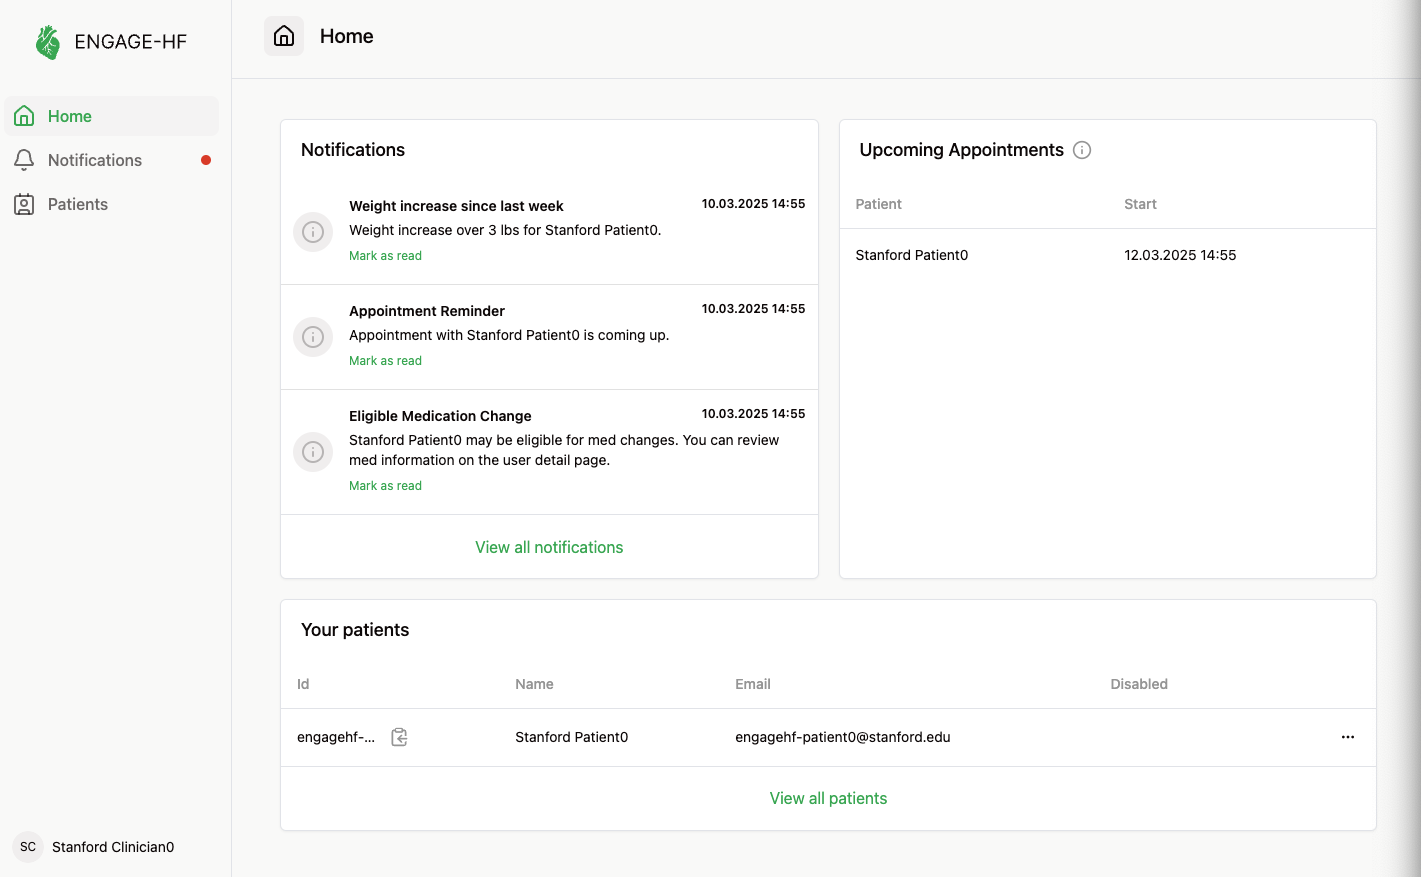 ENGAGE-HF
Home
Notifications
Patients
SC
Stanford Clinician0
Home
Notifications
Weight increase since last week
10.03.2025 14:55
Weight increase over 3 lbs for Stanford Patient0.
Mark as read
Appointment Reminder
10.03.2025 14:55
Appointment with Stanford Patient0 is coming up.
Mark as read
Eligible Medication Change
10.03.2025 14:55
Stanford Patient0 may be eligible for med changes. You can review
med information on the user detail page.
Mark as read
View all notifications
Upcoming Appointments
Patient
Start
Stanford Patient0
12.03.2025 14:55
Your patients
Id
Name
Email
Disabled
engagehf-...
Stanford Patient0
engagehf-patient0@stanford.edu
View all patients